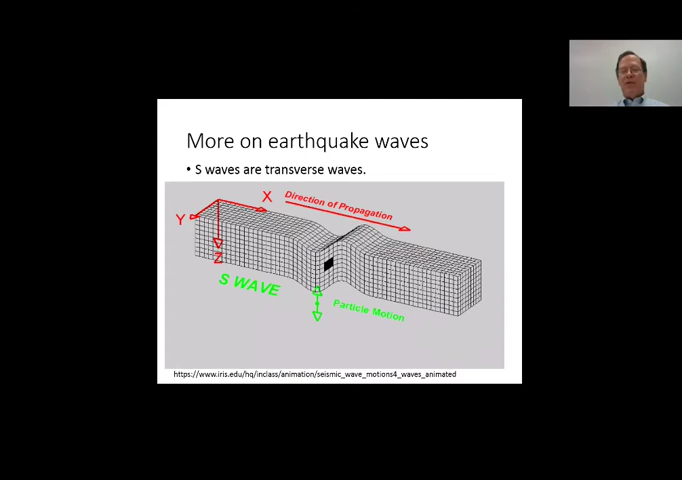 More on earthquake waves
• S waves are transverse waves.
X
Direction of Propagation
Y
Z
S WAVE
Particle Motion
https://www.iris.edu/hq/inclass/animation/seismic_wave_motions4_waves_animated